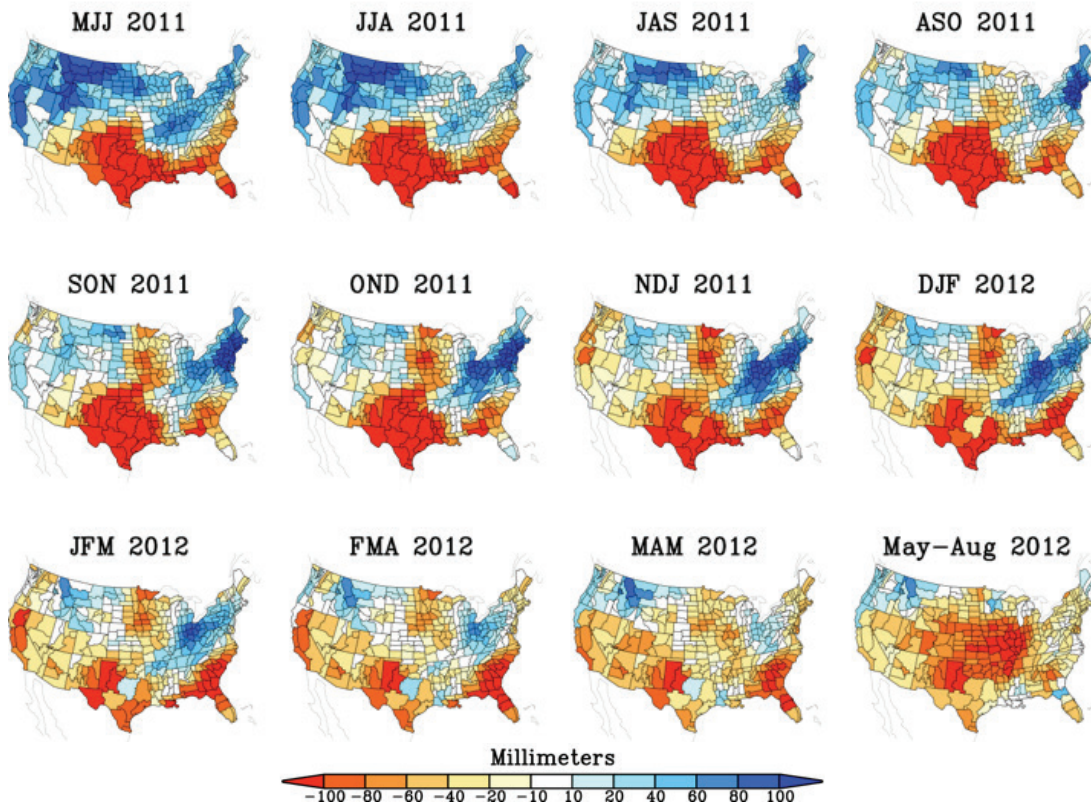 MJJ 2011
JJA 2011
JAS 2011
ASO 2011
SON 2011
OND 2011
NDJ 2011
DJF 2012
JFM 2012
FMA 2012
MAM 2012
May-Aug 2012
Millimeters
-100 -80 -60 -40 -20 -10 10 20 40 60 80 100